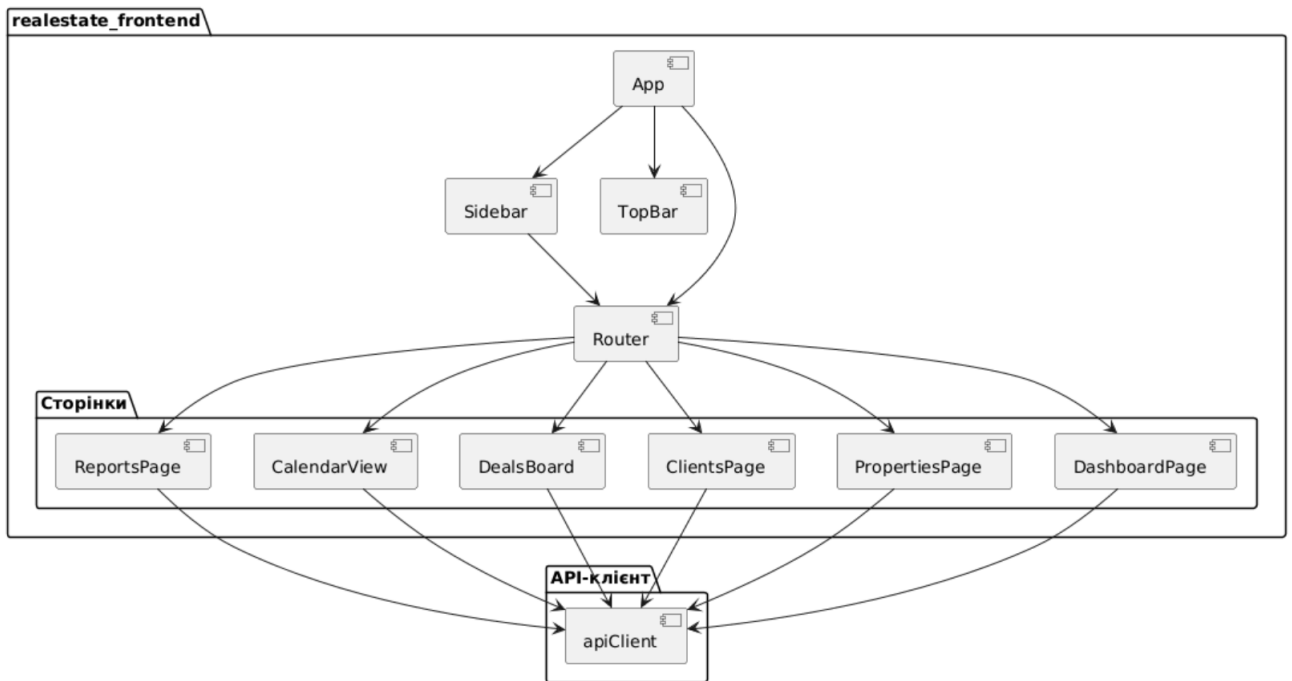 realestate_frontend
App
Sidebar
TopBar
Router
Сторінки
ReportsPage
CalendarView
DealsBoard
ClientsPage
PropertiesPage
DashboardPage
API-клієнт
apiClient